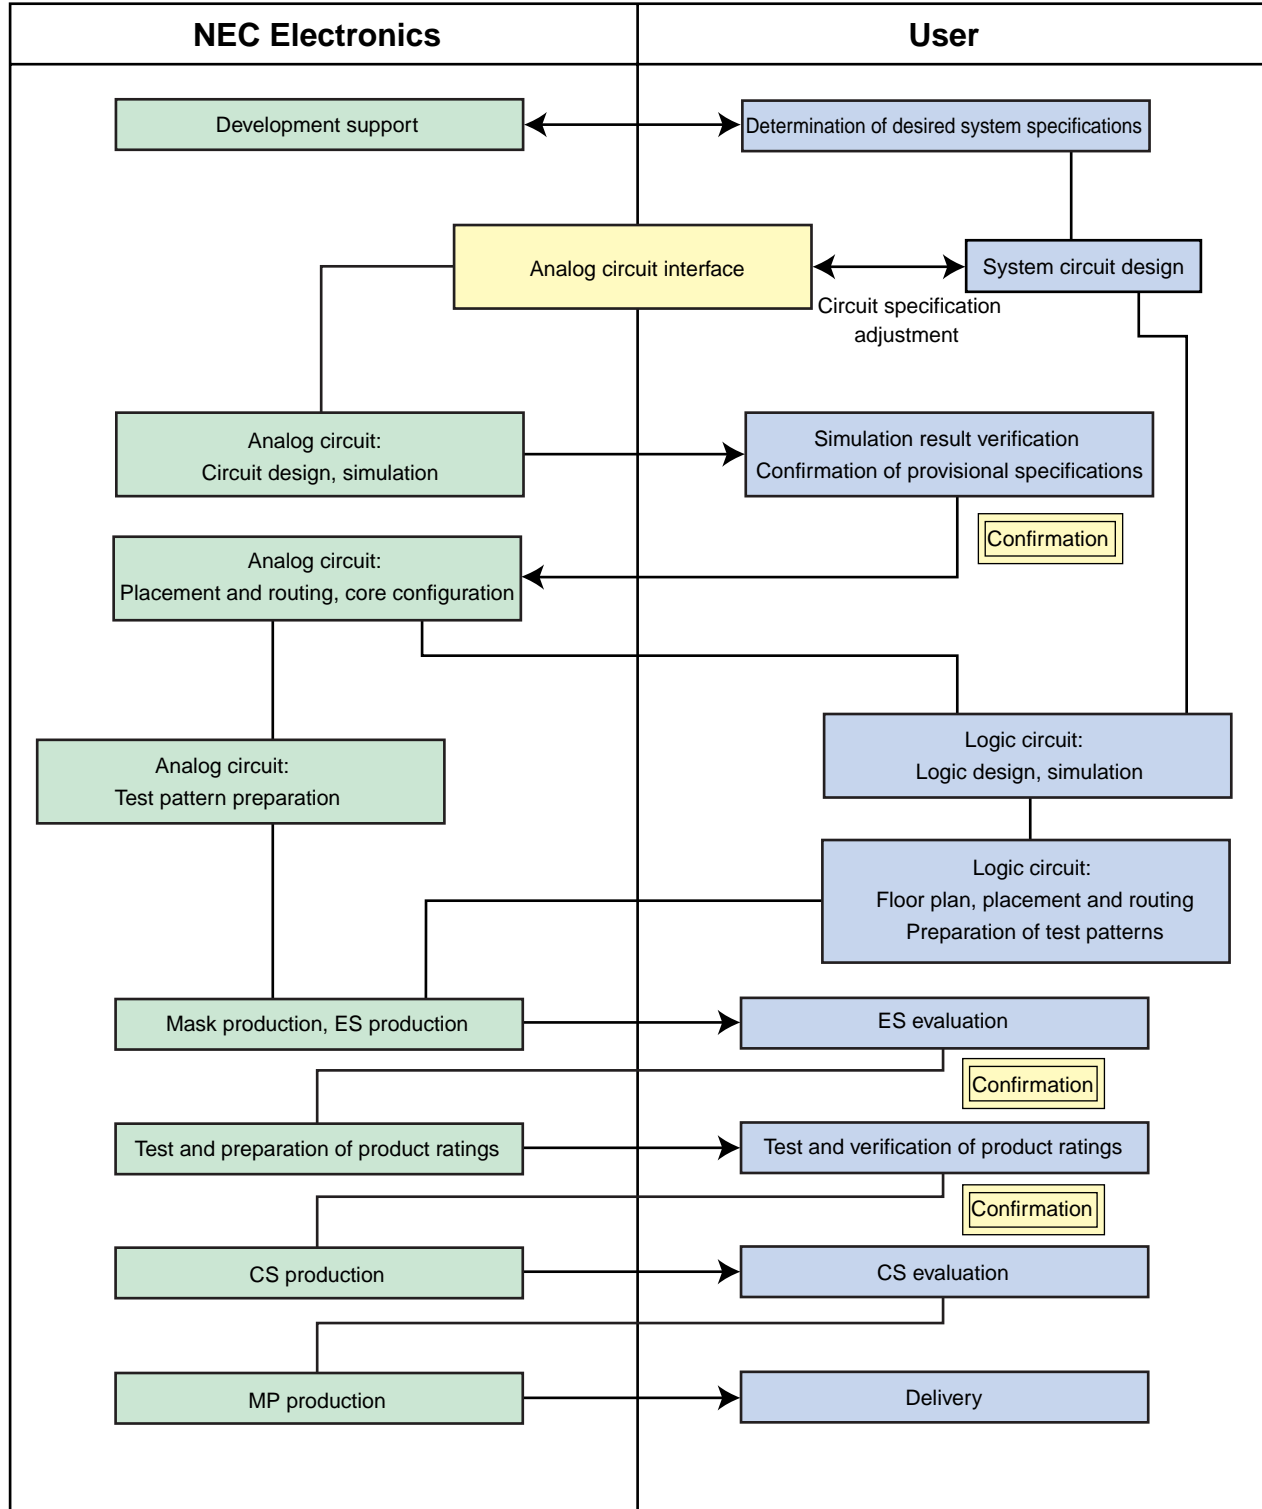 NEC Electronics
User
Development support
Determination of desired system specifications
Analog circuit interface
System circuit design
Circuit specification
adjustment
Analog circuit:
Circuit design, simulation
Simulation result verification
Confirmation of provisional specifications
Confirmation
Analog circuit:
Placement and routing, core configuration
Logic circuit:
Logic design, simulation
Analog circuit:
Test pattern preparation
Logic circuit:
Floor plan, placement and routing
Preparation of test patterns
Mask production, ES production
ES evaluation
Confirmation
Test and preparation of product ratings
Test and verification of product ratings
Confirmation
CS production
CS evaluation
MP production
Delivery